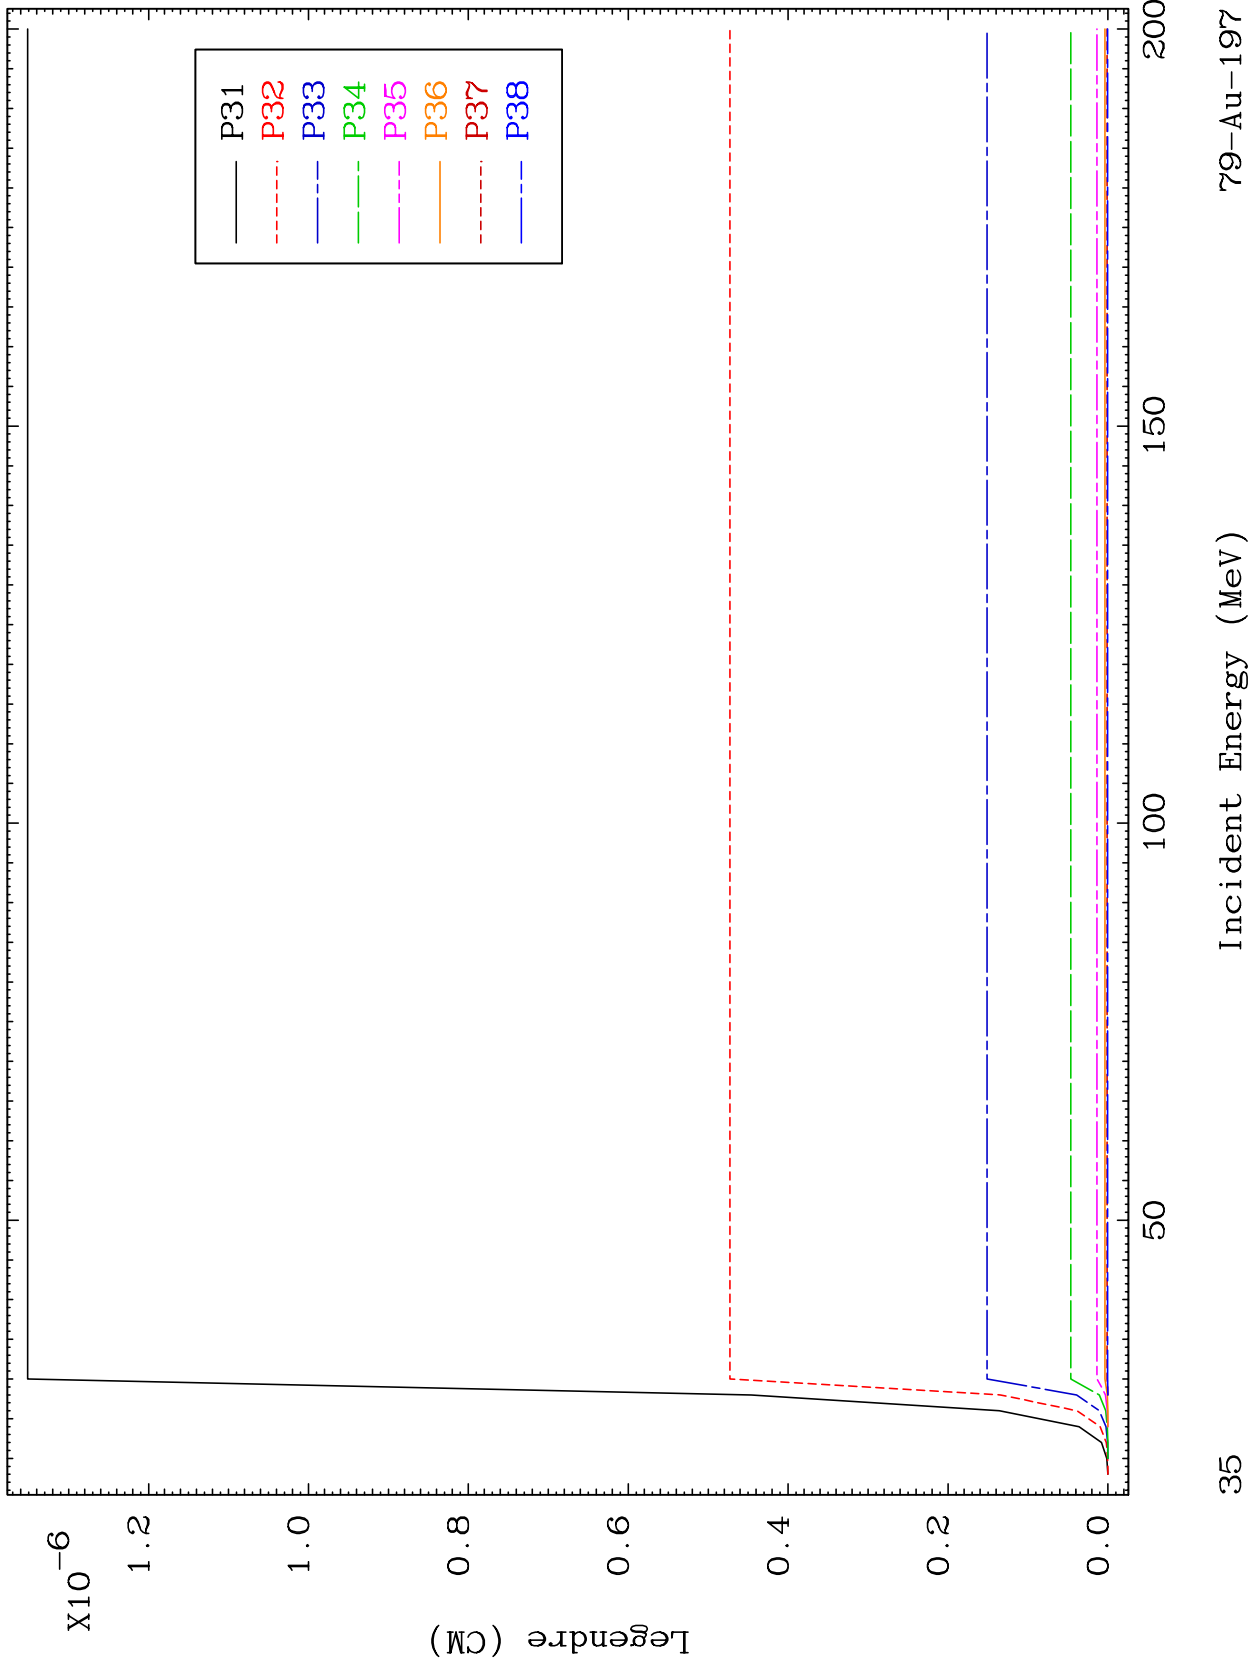 X10-6
1.2
1.0
0.8
0.6
0.4
0.2
0.0
Legendre (CM)
P31
P32
P33
P34
P35
P36
P37
P38
50
100
150
200
Incident Energy (MeV)
35
79-Au-197